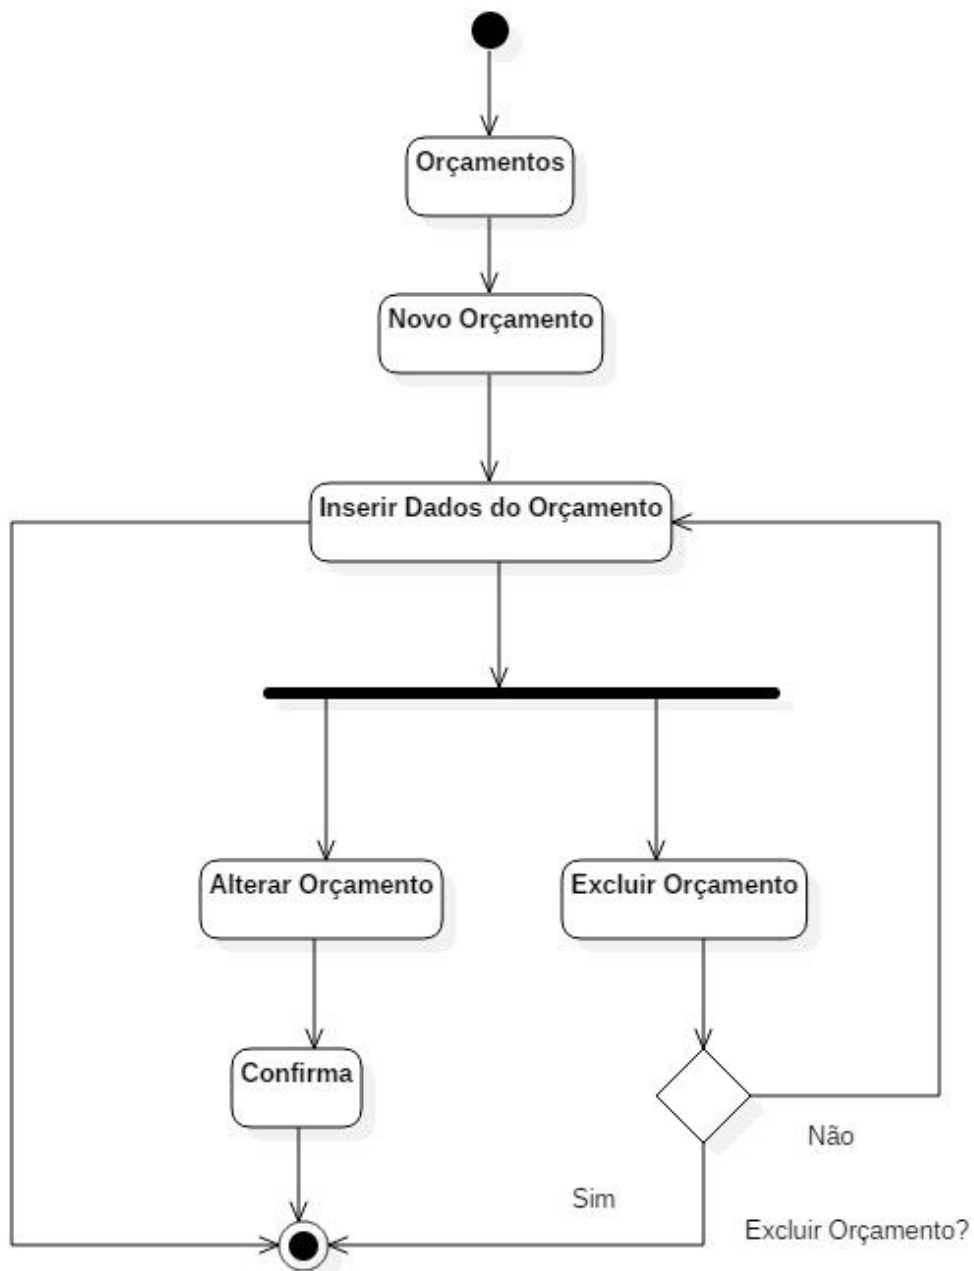 Orçamentos
Novo Orçamento
Inserir Dados do Orçamento
Alterar Orçamento
Excluir Orçamento
Confirma
Não
Sim
Excluir Orçamento?